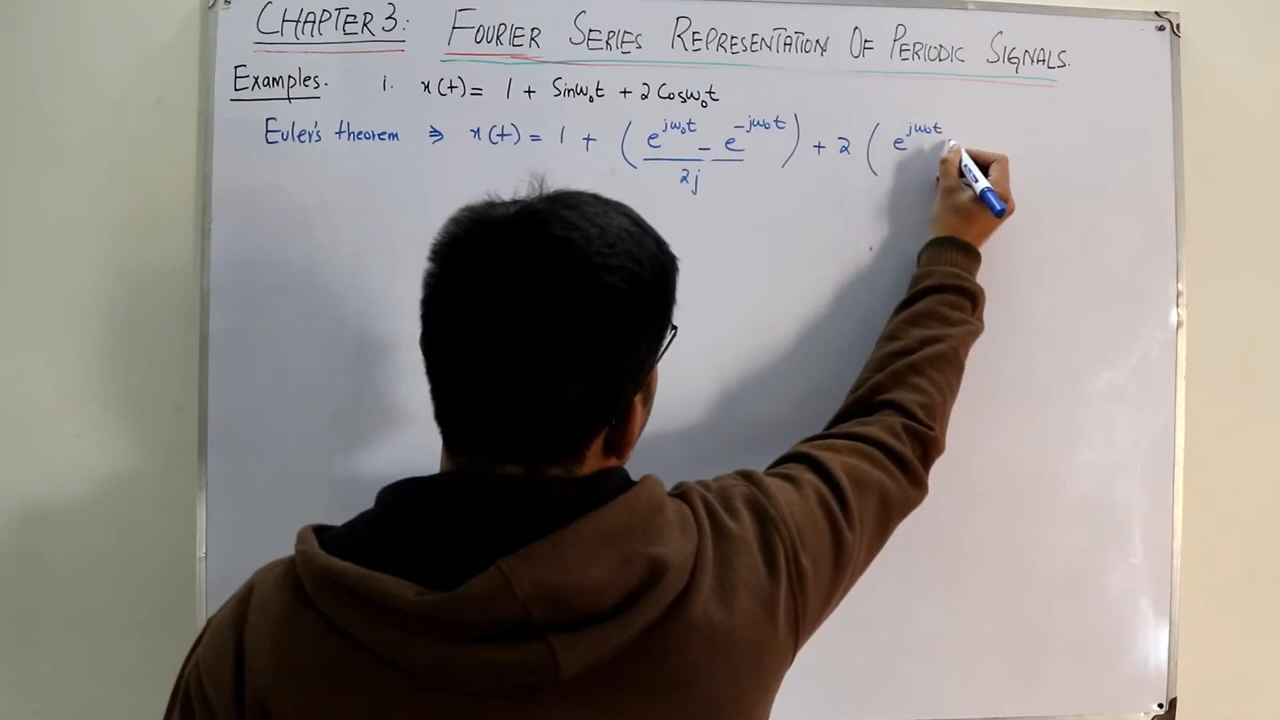 CHAPTER 3: FOURIER SERIES REPRESENTATION OF PERIODIC SIGNALS.
Examples. i. x(t) = 1 + Sinω₀t + 2 Cosω₀t
Euler's theorem ⇒ x(t) = 1 + ( (e^{jω₀t} - e^{-jω₀t}) / 2j ) + 2 ( e^{jω₀t}